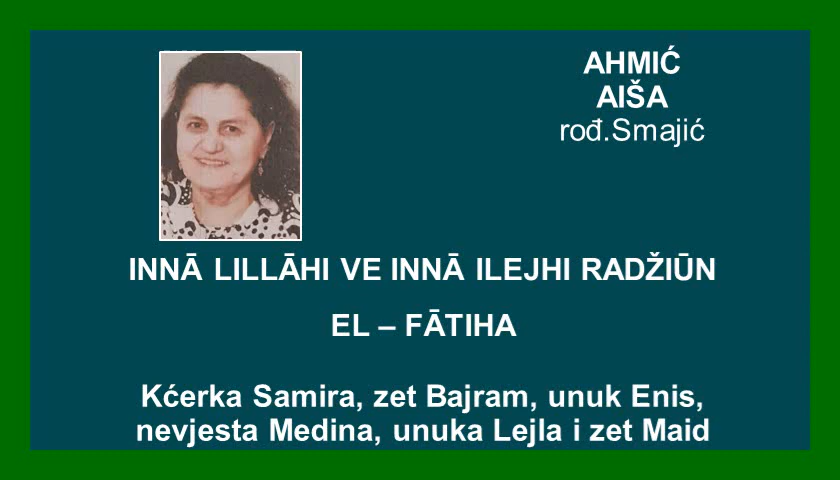 AHMIĆ
AIŠA
rođ.Smajić
INNĀ LILLĀHI VE INNĀ ILEJHI RADŽIŪN
EL – FĀTIHA
Kćerka Samira, zet Bajram, unuk Enis,
nevjesta Medina, unuka Lejla i zet Maid